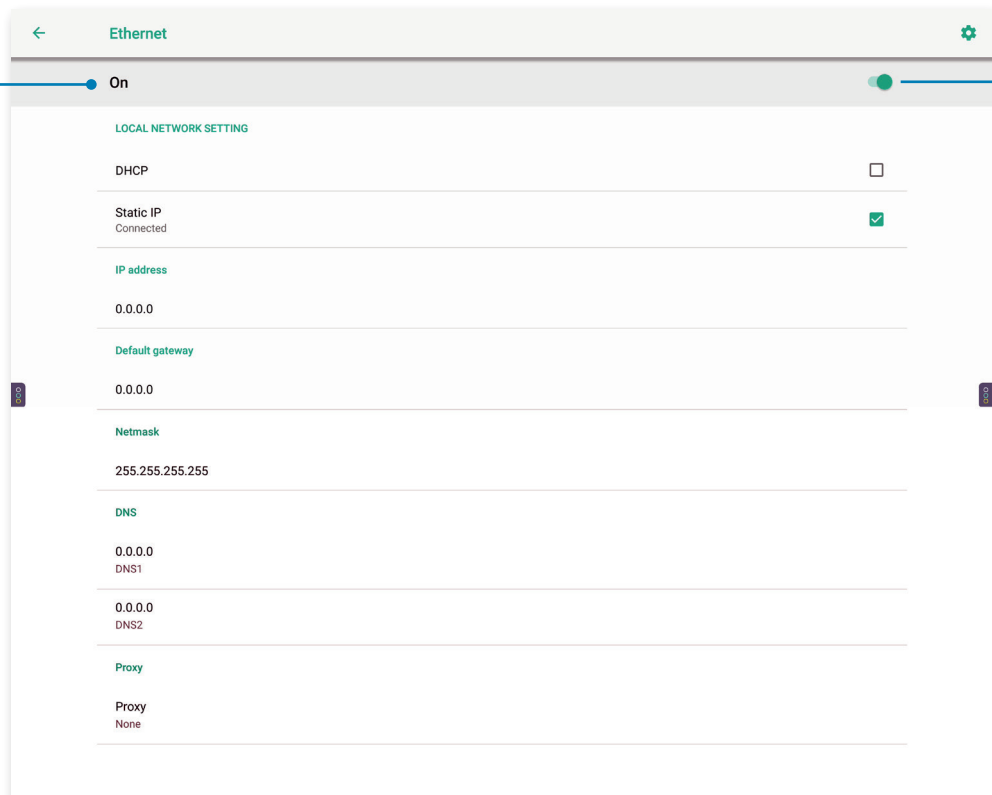 Ethernet
On
LOCAL NETWORK SETTING
DHCP
Static IP
Connected
IP address
0.0.0.0
Default gateway
0.0.0.0
Netmask
255.255.255.255
DNS
0.0.0.0
DNS1
0.0.0.0
DNS2
Proxy
Proxy
None